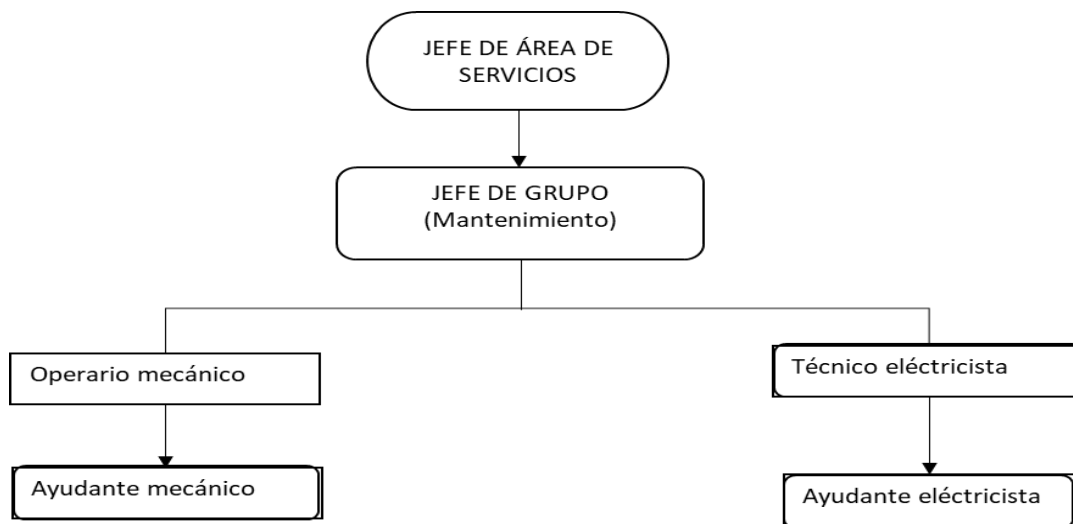 JEFE DE ÁREA DE
SERVICIOS
JEFE DE GRUPO
(Mantenimiento)
Operario mecánico
Técnico eléctricista
Ayudante mecánico
Ayudante eléctricista